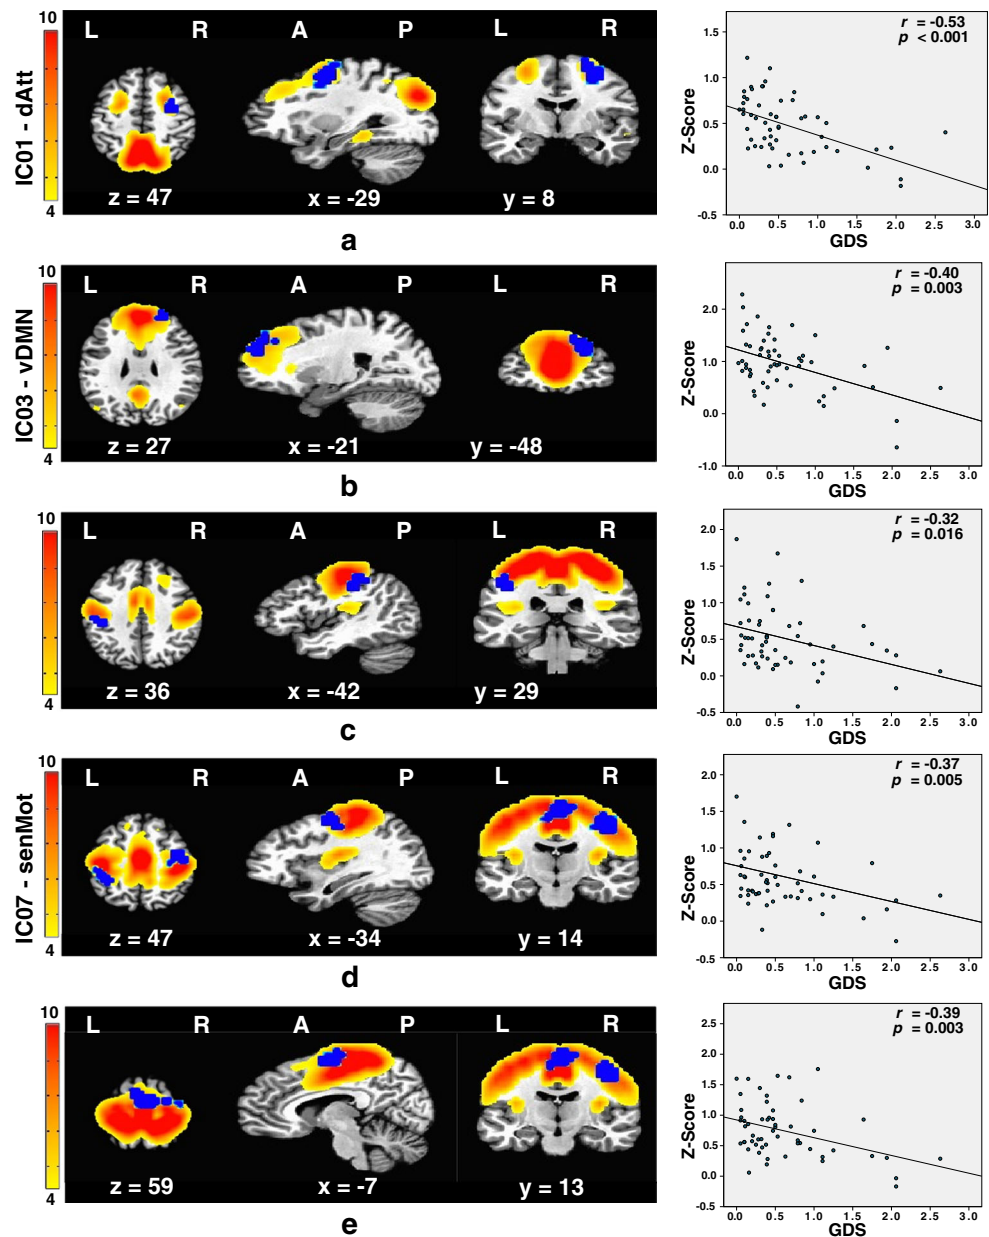 10 L R A P L R r = -0.53
p < 0.001
IC01 - dAtt
4 z = 47 x = -29 y = 8
1.5
1.0
0.5
0.0
-0.5
Z-Score
0.0 0.5 1.0 1.5 2.0 2.5 3.0
GDS
a
10 L R A P L R r = -0.40
p = 0.003
IC03 - vDMN
4 z = 27 x = -21 y = -48
2.0
1.0
0.0
-1.0
Z-Score
0.0 0.5 1.0 1.5 2.0 2.5 3.0
GDS
b
10 L R A P L R r = -0.32
p = 0.016
4 z = 36 x = -42 y = 29
2.0
1.5
1.0
0.5
0.0
-0.5
Z-Score
0.0 0.5 1.0 1.5 2.0 2.5 3.0
GDS
c
10 L R A P L R r = -0.37
p = 0.005
IC07 - senMot
4 z = 47 x = -34 y = 14
2.0
1.5
1.0
0.5
0.0
-0.5
Z-Score
0.0 0.5 1.0 1.5 2.0 2.5 3.0
GDS
d
10 L R A P L R r = -0.39
p = 0.003
4 z = 59 x = -7 y = 13
2.5
2.0
1.5
1.0
0.5
0.0
-0.5
Z-Score
0.0 0.5 1.0 1.5 2.0 2.5 3.0
GDS
e